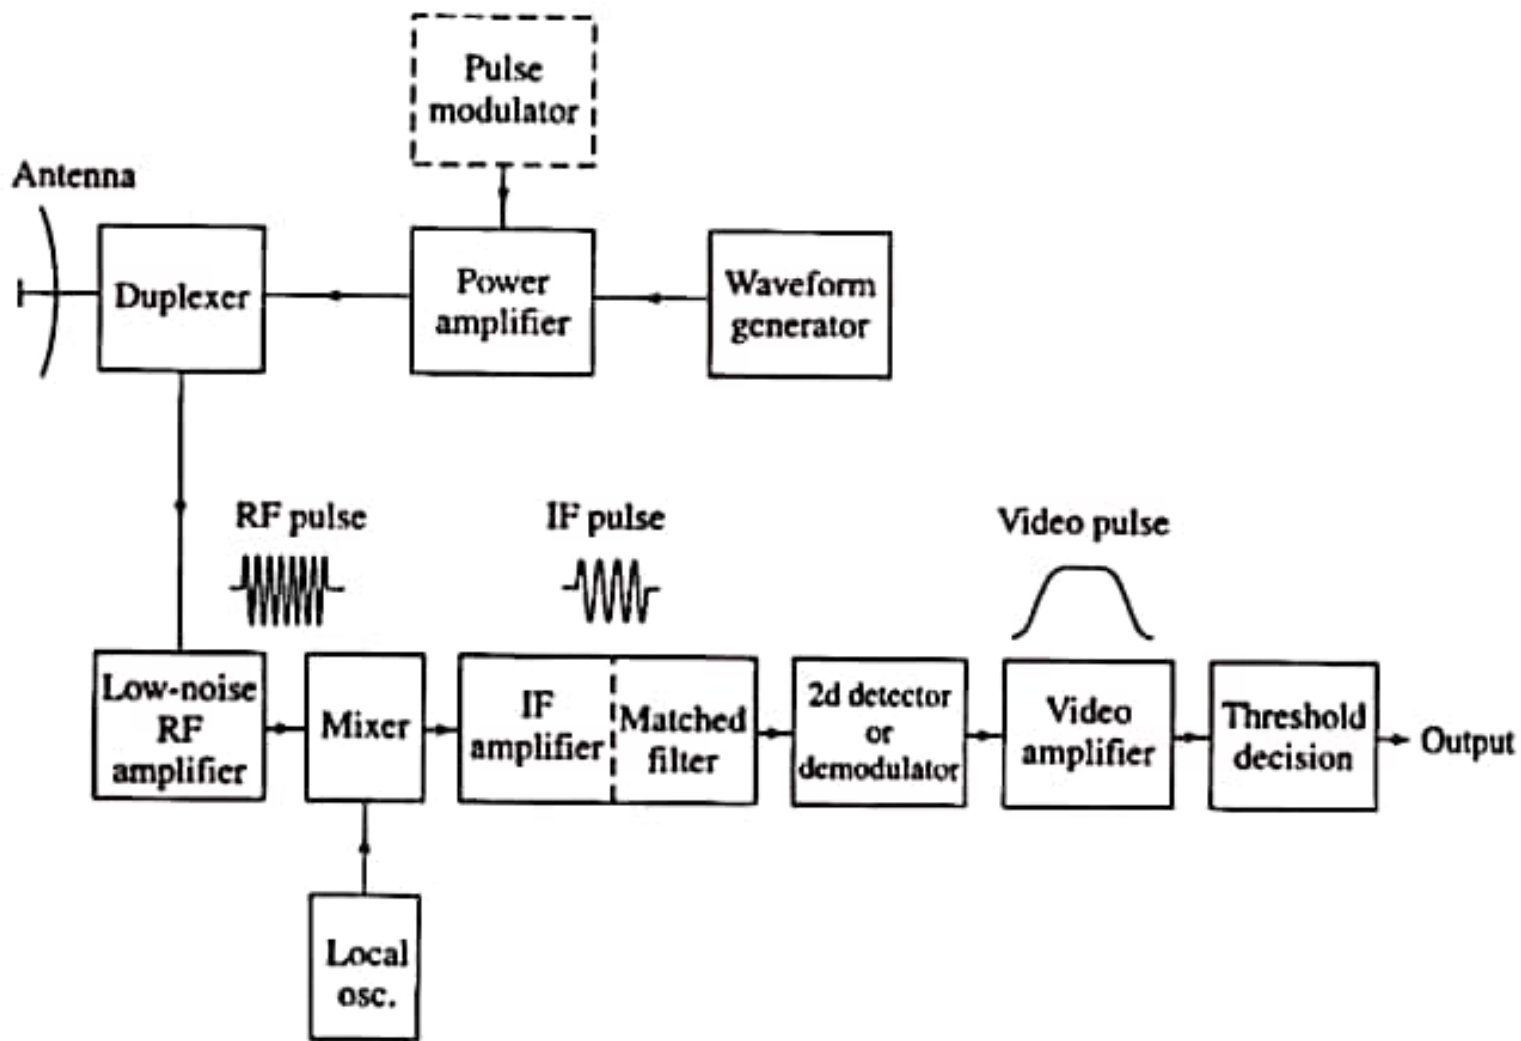 Pulse
modulator
Antenna
Duplexer
Power
amplifier
Waveform
generator
RF pulse
IF pulse
Video pulse
Low-noise
RF
amplifier
Mixer
IF
amplifier
Matched
filter
2d detector
or
demodulator
Video
amplifier
Threshold
decision
Output
Local
osc.